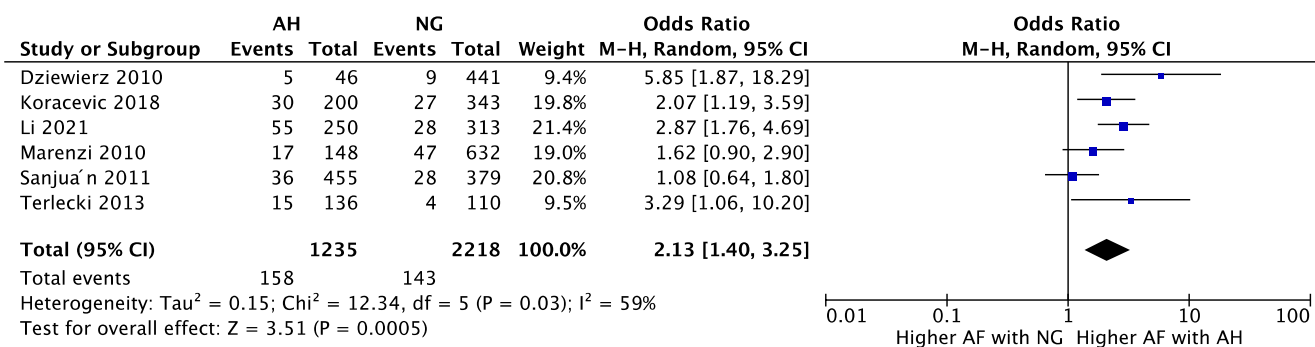 AH NG Odds Ratio Odds Ratio
Study or Subgroup Events Total Events Total Weight M-H, Random, 95% CI M-H, Random, 95% CI
Dziewierz 2010 5 46 9 441 9.4% 5.85 [1.87, 18.29]
Koracevic 2018 30 200 27 343 19.8% 2.07 [1.19, 3.59]
Li 2021 55 250 28 313 21.4% 2.87 [1.76, 4.69]
Marenzi 2010 17 148 47 632 19.0% 1.62 [0.90, 2.90]
Sanjua´n 2011 36 455 28 379 20.8% 1.08 [0.64, 1.80]
Terlecki 2013 15 136 4 110 9.5% 3.29 [1.06, 10.20]
Total (95% CI) 1235 2218 100.0% 2.13 [1.40, 3.25]
Total events 158 143
Heterogeneity: Tau² = 0.15; Chi² = 12.34, df = 5 (P = 0.03); I² = 59%
Test for overall effect: Z = 3.51 (P = 0.0005)
0.01 0.1 1 10 100
Higher AF with NG Higher AF with AH